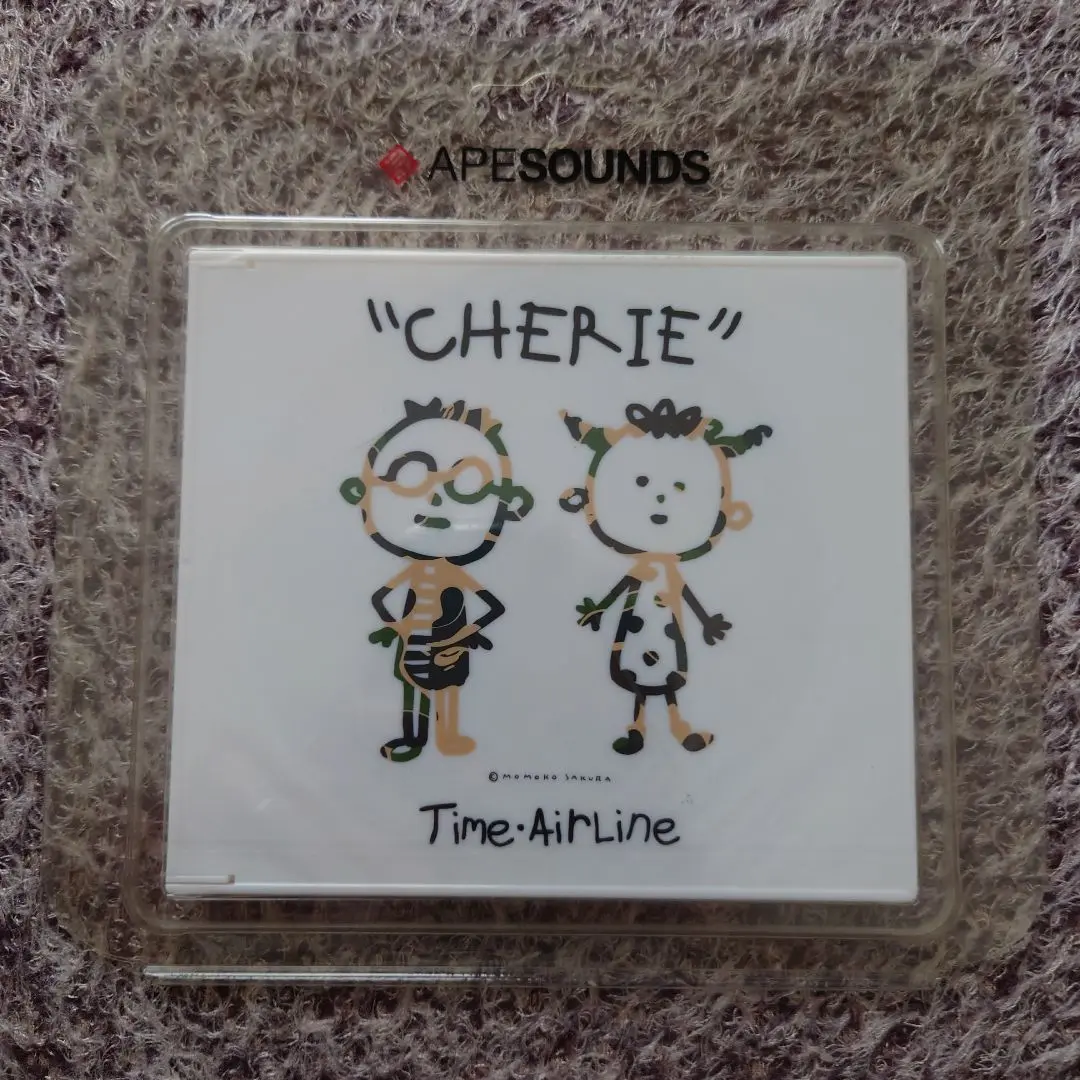 APESOUNDS
"CHERIE"
© MOMOKO SAKURA
Time・AirLine